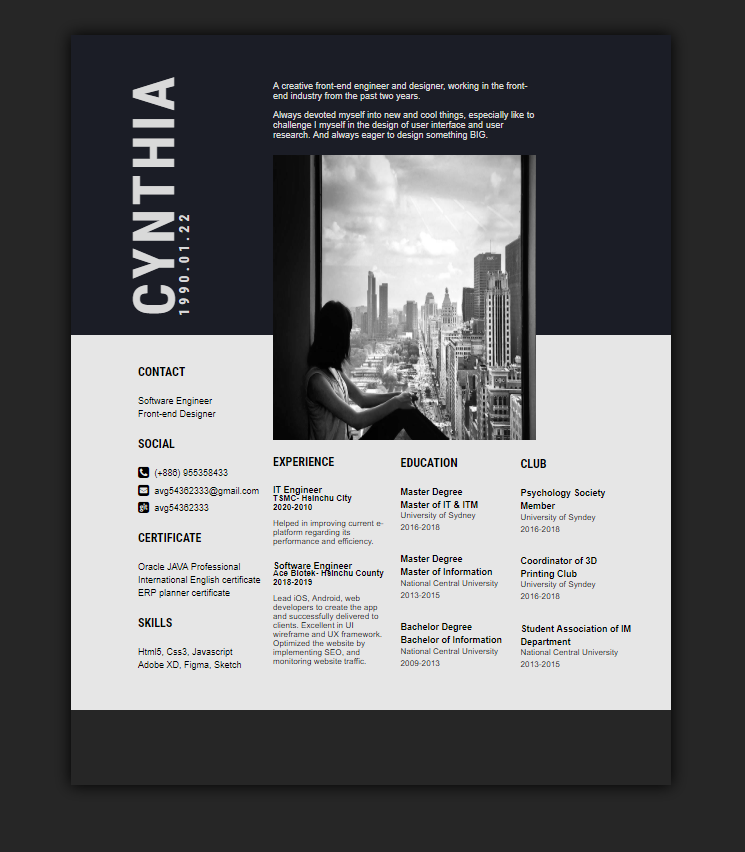 CYNTHIA
1990.01.22
A creative front-end engineer and designer, working in the front-
end industry from the past two years.
Always devoted myself into new and cool things, especially like to
challenge I myself in the design of user interface and user
research. And always eager to design something BIG.
CONTACT
Software Engineer
Front-end Designer
SOCIAL
(+886) 955358433
avg54362333@gmail.com
git avg54362333
CERTIFICATE
Oracle JAVA Professional
International English certificate
ERP planner certificate
SKILLS
Html5, Css3, Javascript
Adobe XD, Figma, Sketch
EXPERIENCE
IT Engineer
TSMC- Hsinchu City
2020-2010
Helped in improving current e-
platform regarding its
performance and efficiency.
Software Engineer
Ace Biotek- Hsinchu County
2018-2019
Lead iOS, Android, web
developers to create the app
and successfully delivered to
clients. Excellent in UI
wireframe and UX framework.
Optimized the website by
implementing SEO, and
monitoring website traffic.
EDUCATION
Master Degree
Master of IT & ITM
University of Sydney
2016-2018
Master Degree
Master of Information
National Central University
2013-2015
Bachelor Degree
Bachelor of Information
National Central University
2009-2013
CLUB
Psychology Society
Member
University of Syndey
2016-2018
Coordinator of 3D
Printing Club
University of Syndey
2016-2018
Student Association of IM
Department
National Central University
2013-2015